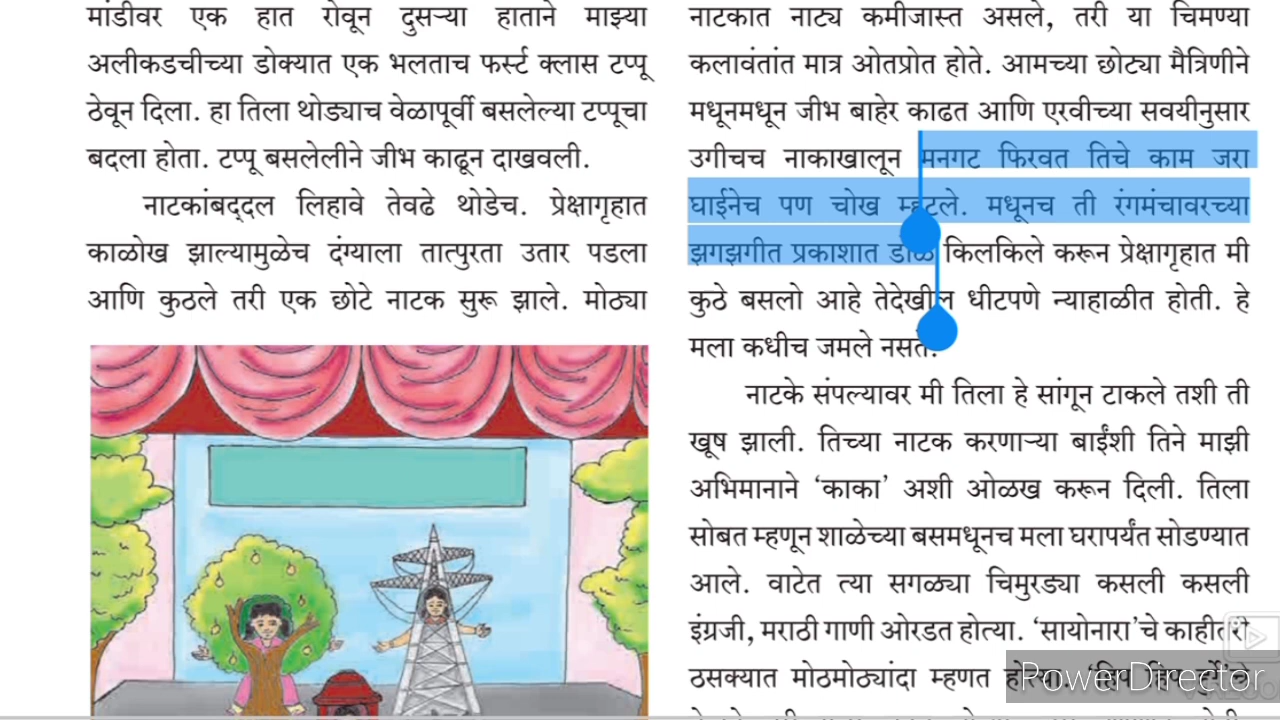 मांडीवर एक हात रोवून दुसऱ्या हाताने माझ्या
अलीकडचीच्या डोक्यात एक भलताच फर्स्ट क्लास टप्पू
ठेवून दिला. हा तिला थोड्याच वेळापूर्वी बसलेल्या टप्पूचा
बदला होता. टप्पू बसलेलीने जीभ काढून दाखवली.
नाटकांबद्दल लिहावे तेवढे थोडेच. प्रेक्षागृहात
काळोख झाल्यामुळेच दंग्याला तात्पुरता उतार पडला
आणि कुठले तरी एक छोटे नाटक सुरू झाले. मोठ्या
नाटकात नाट्य कमीजास्त असले, तरी या चिमण्या
कलावंतांत मात्र ओतप्रोत होते. आमच्या छोट्या मैत्रिणीने
मधूनमधून जीभ बाहेर काढत आणि एरवीच्या सवयीनुसार
उगीचच नाकाखालून मनगट फिरवत तिचे काम जरा
घाईनेच पण चोख म्हटले. मधूनच ती रंगमंचावरच्या
झगझगीत प्रकाशात डोळे किलकिले करून प्रेक्षागृहात मी
कुठे बसलो आहे तेदेखील धीटपणे न्याहाळीत होती. हे
मला कधीच जमले नसते.
नाटके संपल्यावर मी तिला हे सांगून टाकले तशी ती
खूष झाली. तिच्या नाटक करणाऱ्या बाईंशी तिने माझी
अभिमानाने ‘काका’ अशी ओळख करून दिली. तिला
सोबत म्हणून शाळेच्या बसमधूनच मला घरापर्यंत सोडण्यात
आले. वाटेत त्या सगळ्या चिमुरड्या कसली कसली
इंग्रजी, मराठी गाणी ओरडत होत्या. ‘सायोनारा’चे काहीतरी
ठसक्यात मोठमोठ्यांदा म्हणत
PowerDirector